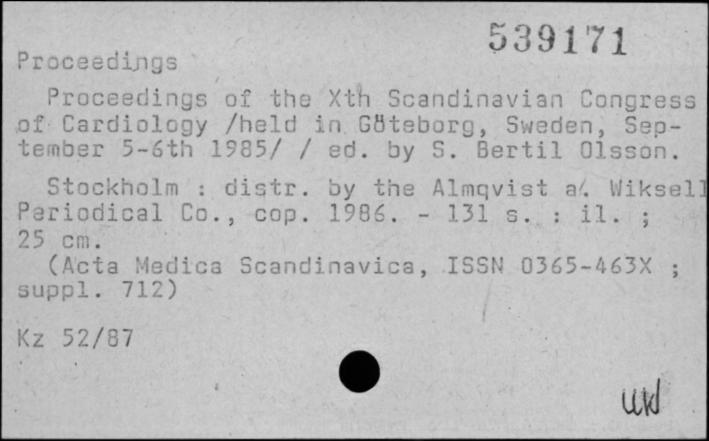 539171
Proceedings
Proceedings of the Xth Scandinavian Congress
of Cardiology /held in Göteborg, Sweden, Sep-
tember 5-6th 1985/ / ed. by S. Bertil Olsson.
Stockholm : distr. by the Almqvist a. Wiksell
Periodical Co., cop. 1986. - 131 s. : il. ;
25 cm.
(Acta Medica Scandinavica, ISSN 0365-463X ;
suppl. 712)
Kz 52/87